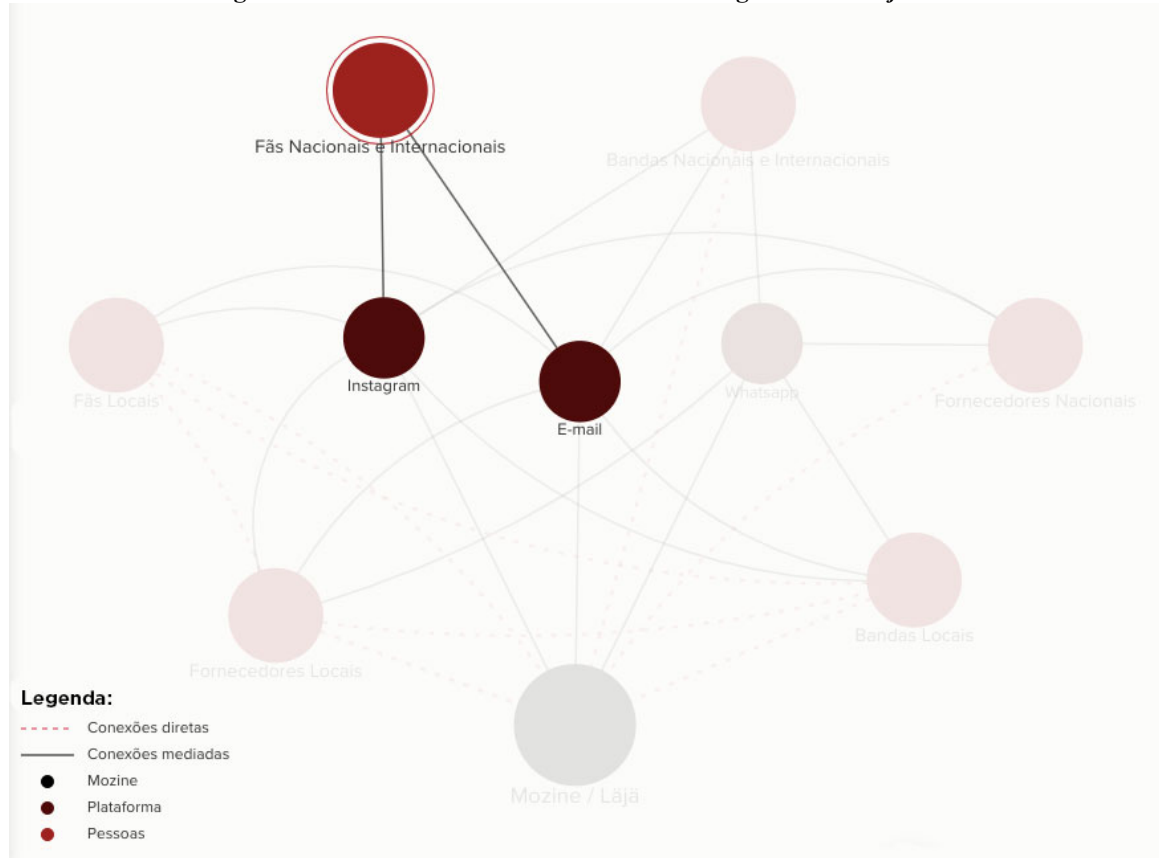 Fãs Nacionais e Internacionais
Bandas Nacionais e Internacionais
Instagram
Fãs Locais
E-mail
Whatsapp
Fornecedores Nacionais
Fornecedores Locais
Bandas Locais
Mozine / Läjä
Legenda:
Conexões diretas
Conexões mediadas
Mozine
Plataforma
Pessoas